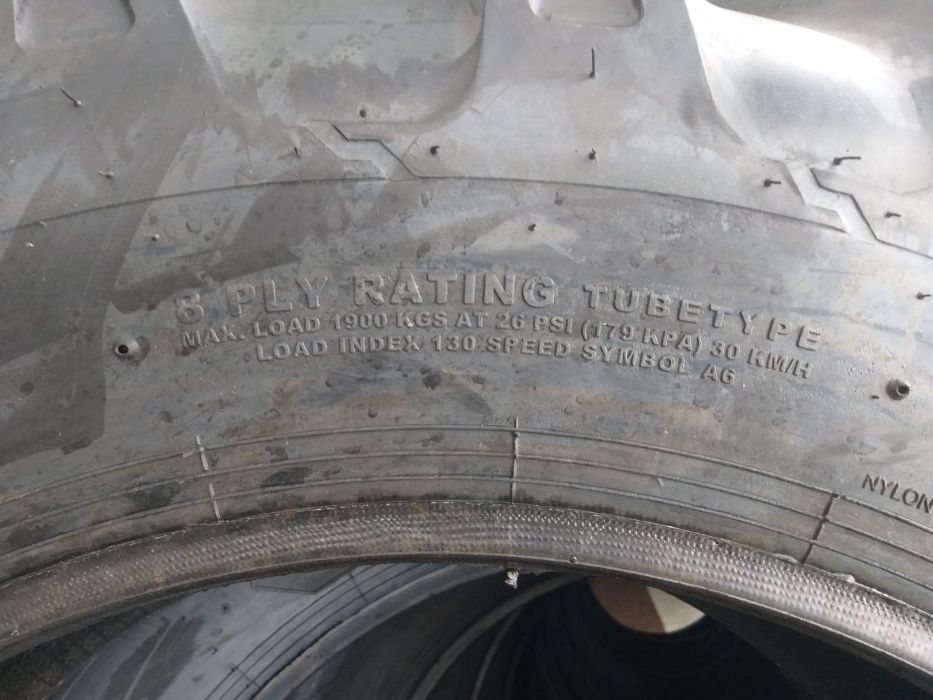 8 PLY RATING TUBETYPE
MAX. LOAD 1900 KGS AT 26 PSI (179 KPA) 30 KM/H
LOAD INDEX 130 SPEED SYMBOL A6
NYLON